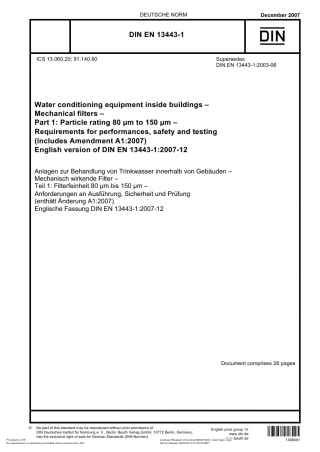 DEUTSCHE NORM
December 2007
DIN EN 13443-1
DIN
ICS 13.060.20; 91.140.60
Supersedes
DIN EN 13443-1:2003-06
Water conditioning equipment inside buildings –
Mechanical filters –
Part 1: Particle rating 80 µm to 150 µm –
Requirements for performances, safety and testing
(includes Amendment A1:2007)
English version of DIN EN 13443-1:2007-12
Anlagen zur Behandlung von Trinkwasser innerhalb von Gebäuden –
Mechanisch wirkende Filter –
Teil 1: Filterfeinheit 80 µm bis 150 µm –
Anforderungen an Ausführung, Sicherheit und Prüfung
(enthält Änderung A1:2007)
Englische Fassung DIN EN 13443-1:2007-12
Document comprises 28 pages
© No part of this standard may be reproduced without prior permission of
DIN Deutsches Institut für Normung e. V., Berlin. Beuth Verlag GmbH, 10772 Berlin, Germany,
has the exclusive right of sale for German Standards (DIN-Normen).
English price group 13
www.din.de
www.beuth.de